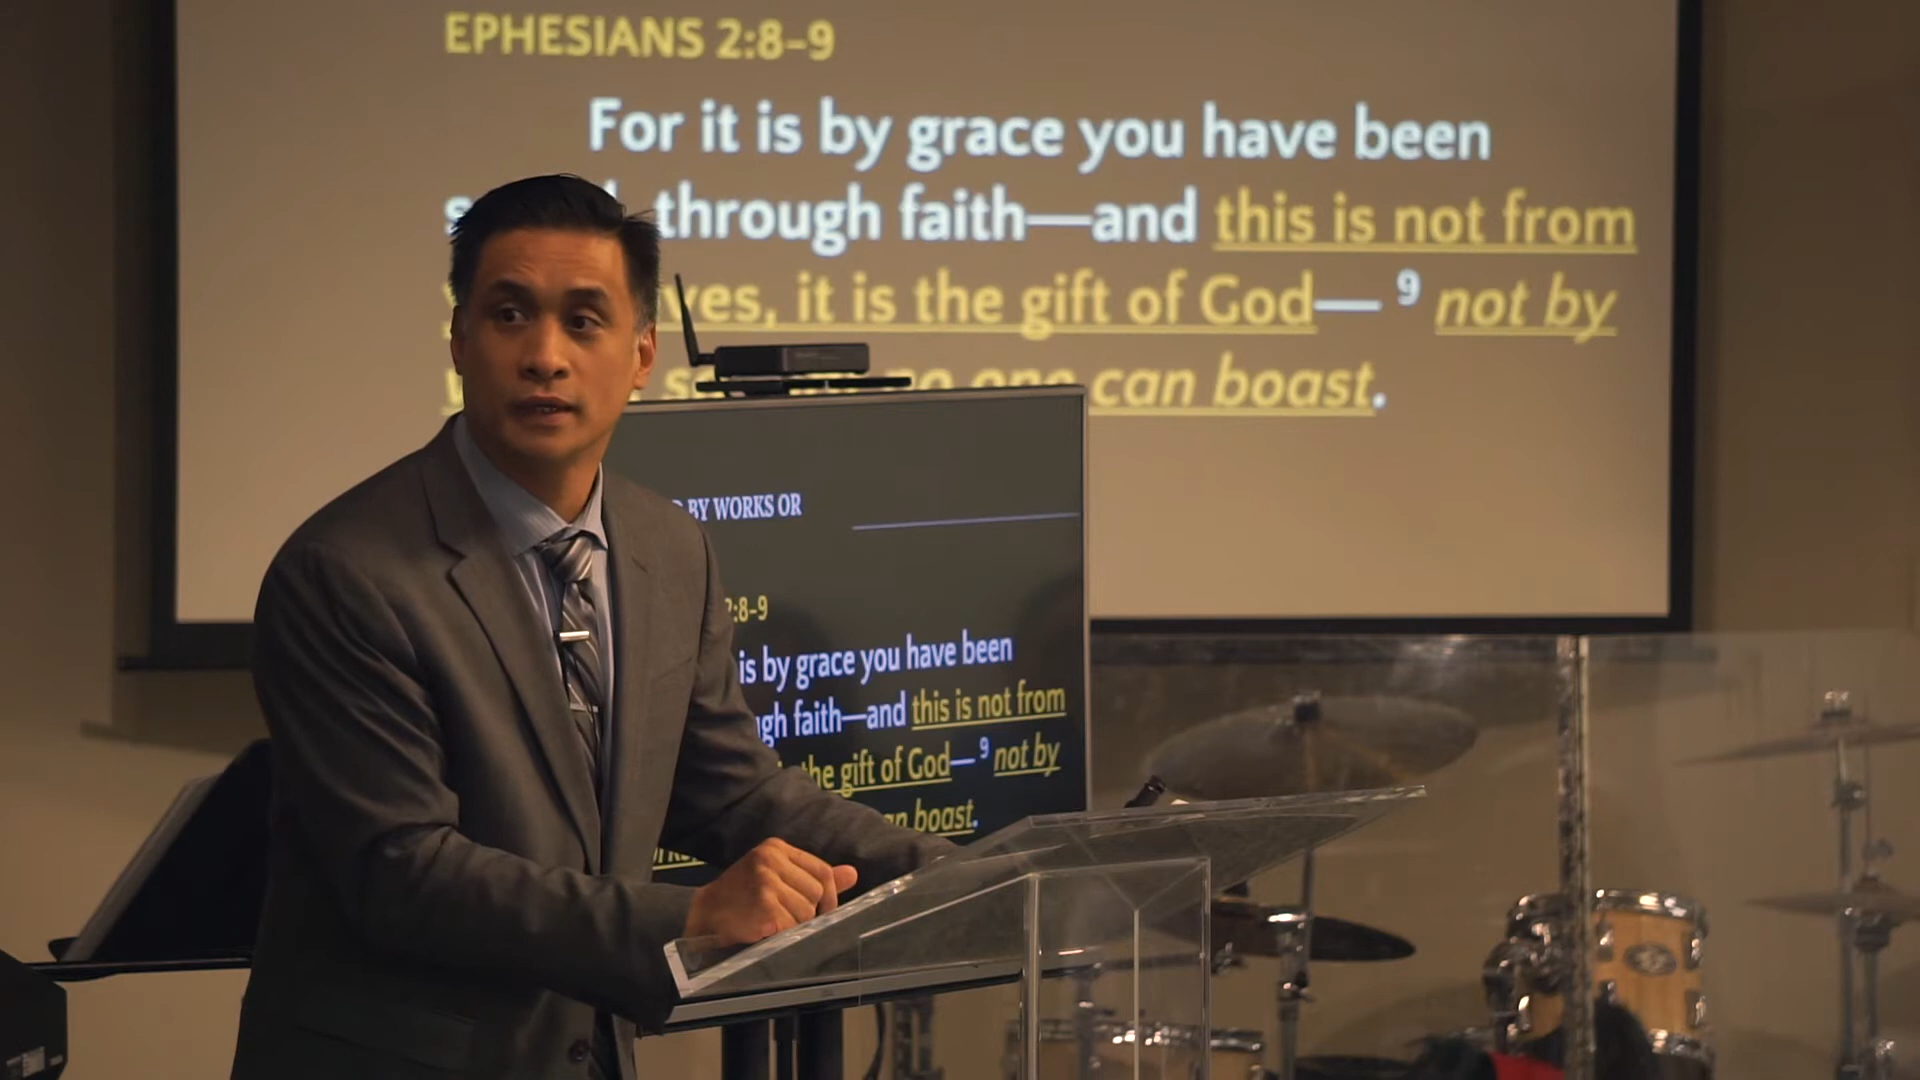 EPHESIANS 2:8–9
For it is by grace you have been
through faith—and this is not from
it is the gift of God— 9 not by
no one can boast.
BY WORKS OR
2:8–9
is by grace you have been
faith—and this is not from
the gift of God— 9 not by
boast.